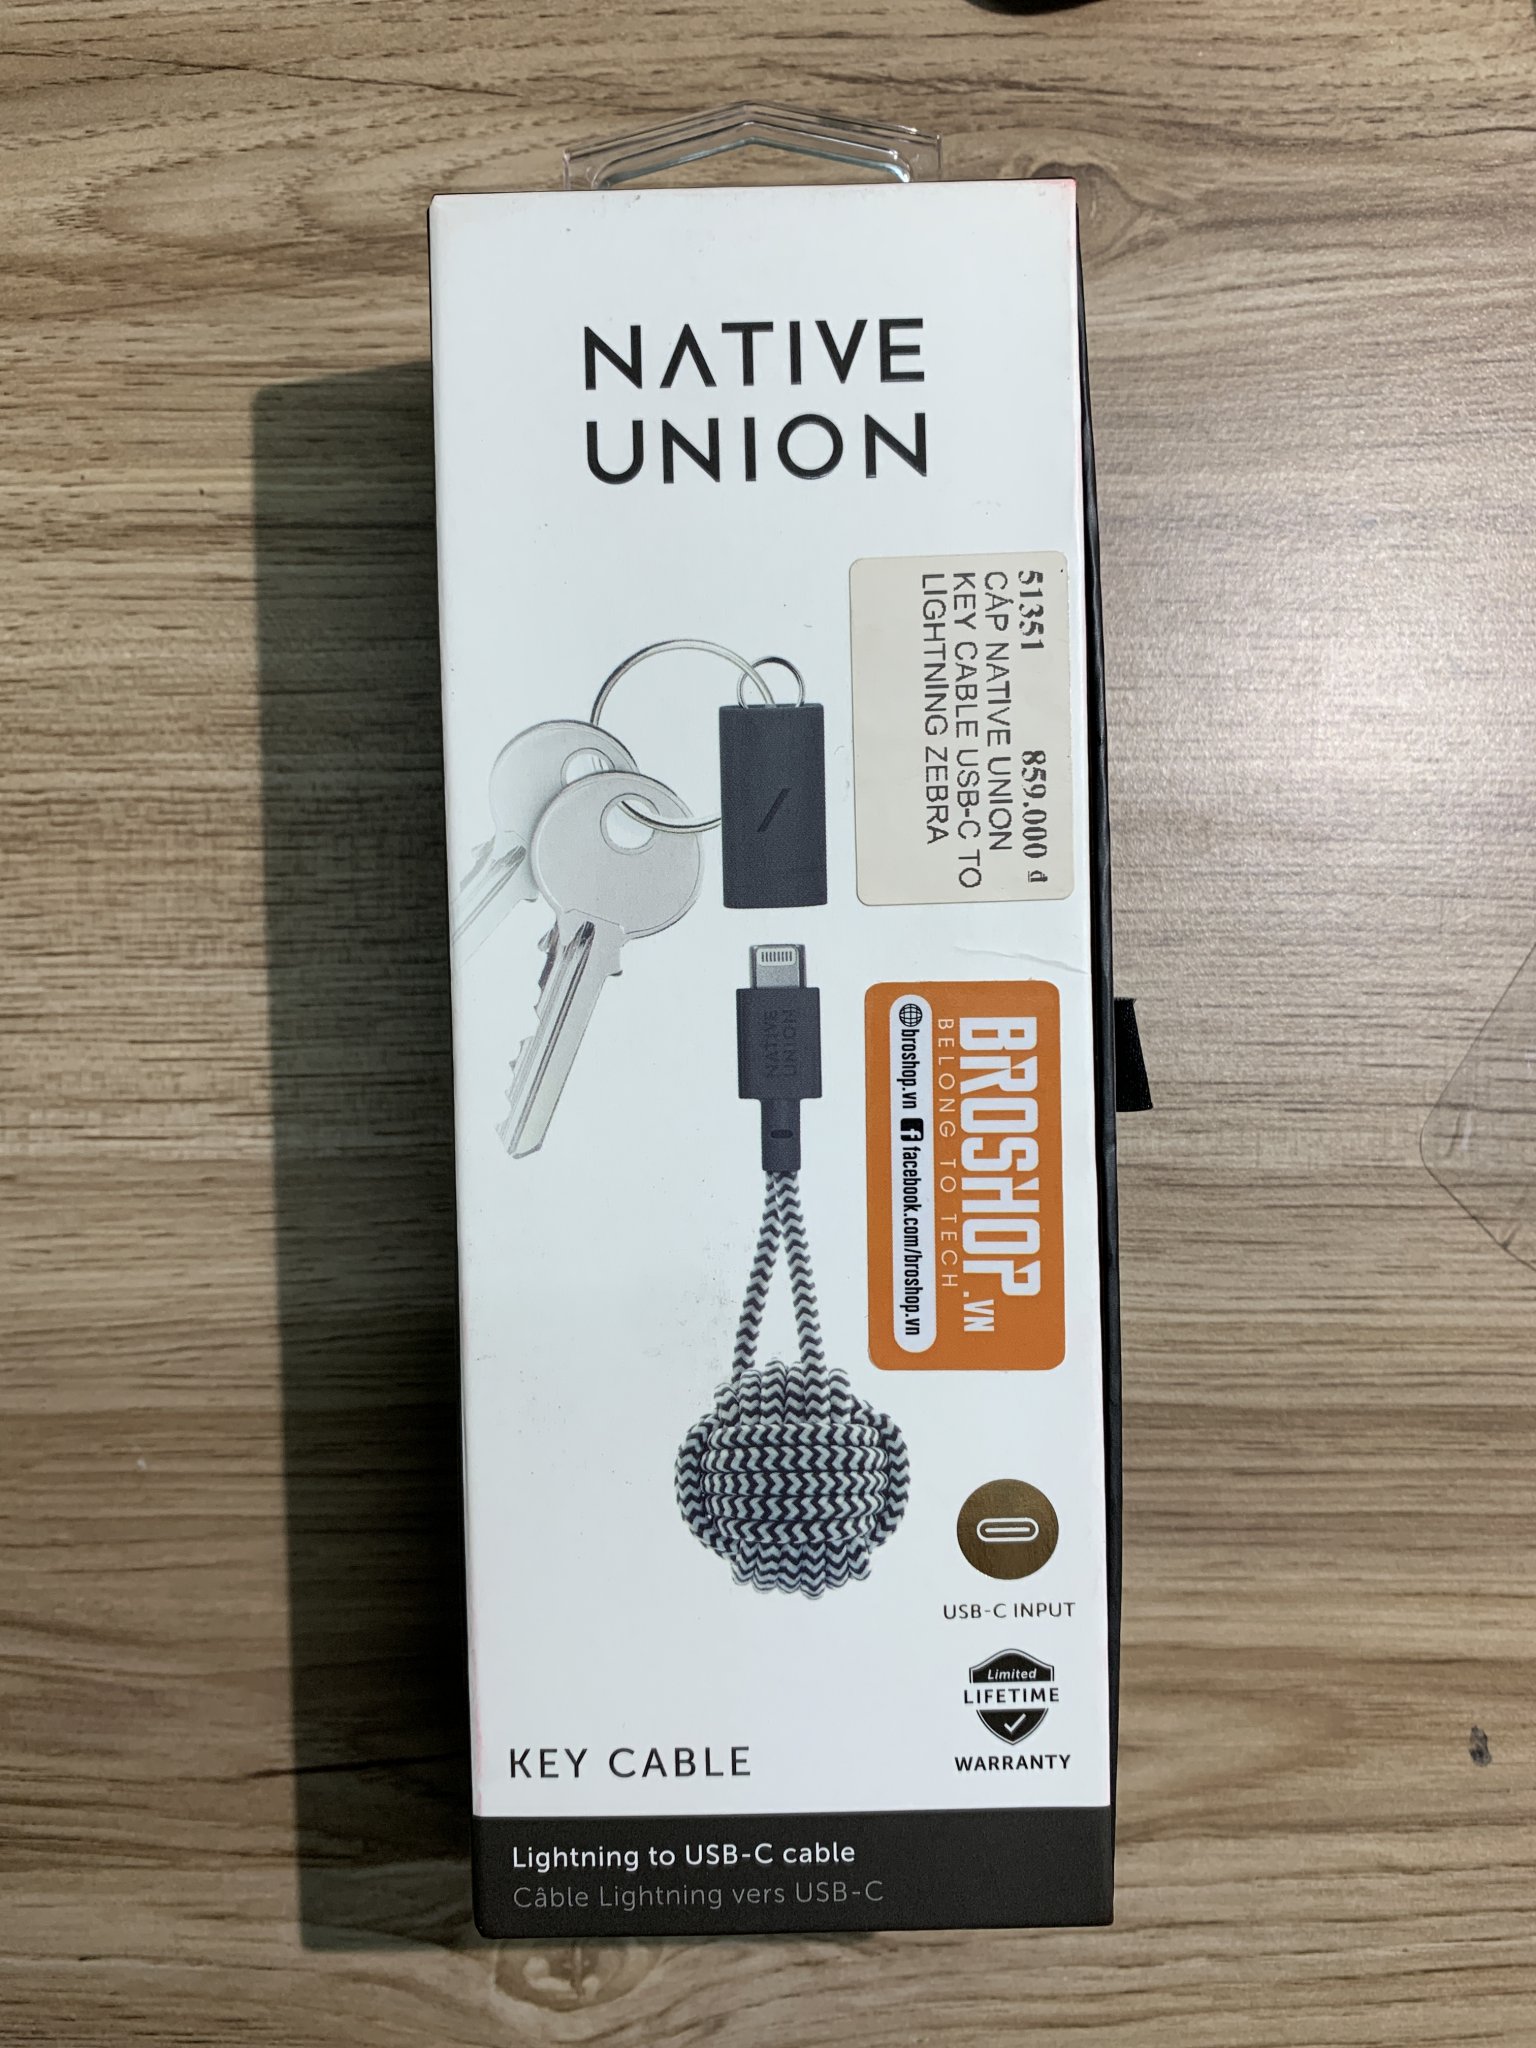 NATIVE
UNION
51351 859.000 đ
CÁP NATIVE UNION
KEY CABLE USB-C TO
LIGHTNING ZEBRA
NATIVE
UNION
BROSHOP.VN
BELONG TO TECH
broshop.vn facebook.com/broshop.vn
USB-C INPUT
Limited
LIFETIME
WARRANTY
KEY CABLE
Lightning to USB-C cable
Câble Lightning vers USB-C